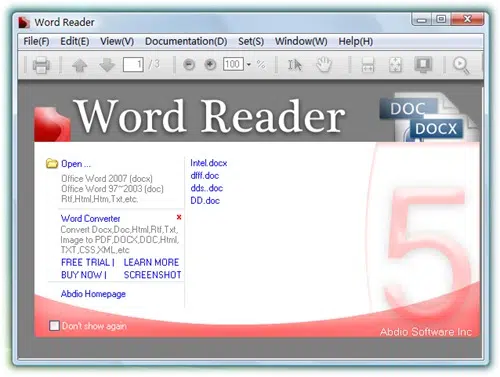 Word Reader
File(F) Edit(E) View(V) Documentation(D) Set(S) Window(W) Help(H)
1 / 3 100 %
Word Reader
DOC
DOCX
Open ...
Office Word 2007 (docx)
Office Word 97~2003 (doc)
Rtf,Html,Htm,Txt,etc.
Word Converter x
Convert Docx,Doc,Html,Rtf,Txt,
Image to PDF,DOCX,DOC,Html,
TXT,CSS,XML,etc
FREE TRIAL | LEARN MORE
BUY NOW | SCREENSHOT
Abdio Homepage
Intel.docx
dfff.doc
dds..doc
DD.doc
5
Don't show again
Abdio Software Inc